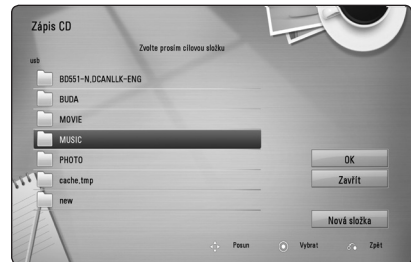 Zápis CD
Zvolte prosím cílovou složku
usb
BD551-N,DCANLLK-ENG
BUDA
MOVIE
MUSIC
PHOTO
cache.tmp
new
OK
Zavřít
Nová složka
Posun Vybrat Zpět